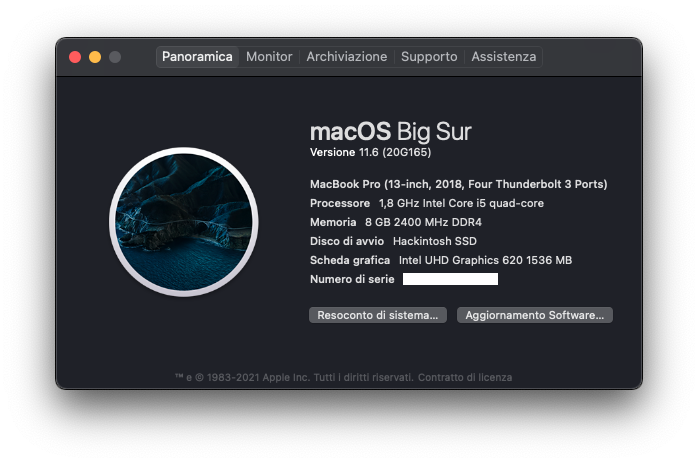 Panoramica Monitor Archiviazione Supporto Assistenza
macOS Big Sur
Versione 11.6 (20G165)
MacBook Pro (13-inch, 2018, Four Thunderbolt 3 Ports)
Processore 1,8 GHz Intel Core i5 quad-core
Memoria 8 GB 2400 MHz DDR4
Disco di avvio Hackintosh SSD
Scheda grafica Intel UHD Graphics 620 1536 MB
Numero di serie
Resoconto di sistema... Aggiornamento Software...
™ e © 1983-2021 Apple Inc. Tutti i diritti riservati. Contratto di licenza